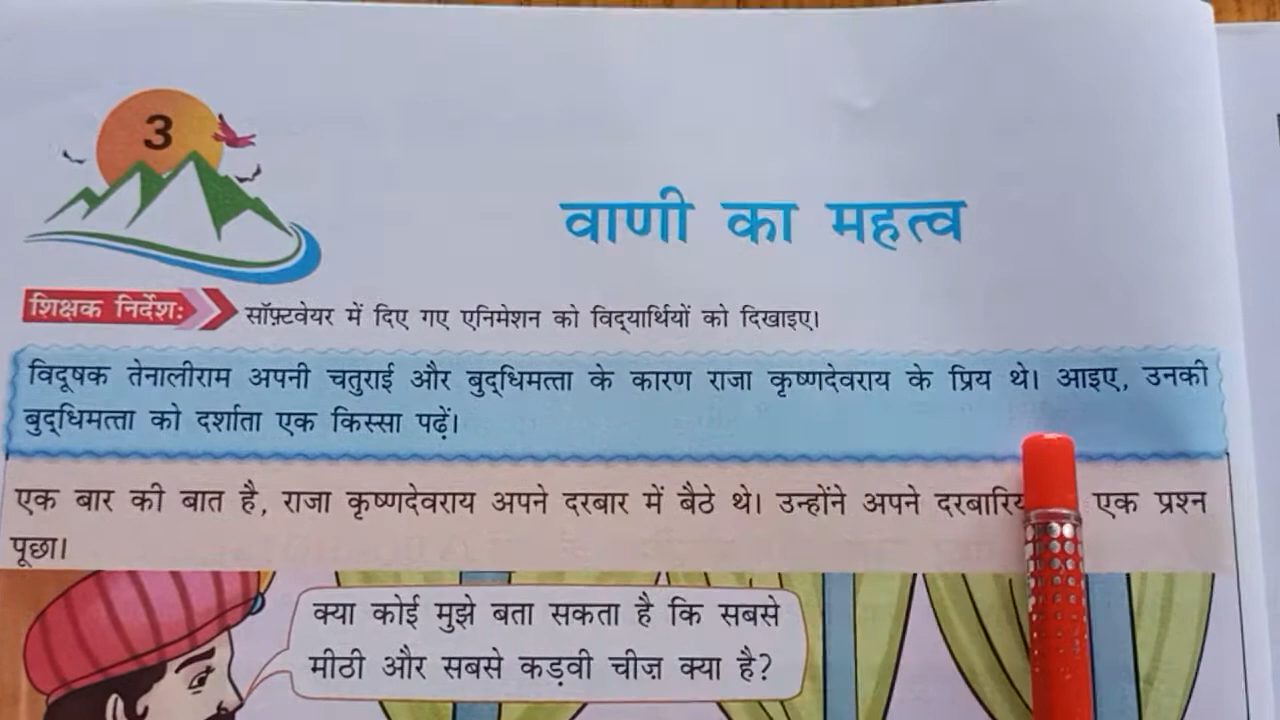 3
वाणी का महत्व
शिक्षक निर्देशः सॉफ़्टवेयर में दिए गए एनिमेशन को विद्यार्थियों को दिखाइए।
विदूषक तेनालीराम अपनी चतुराई और बुद्धिमत्ता के कारण राजा कृष्णदेवराय के प्रिय थे। आइए, उनकी
बुद्धिमत्ता को दर्शाता एक किस्सा पढ़ें।
एक बार की बात है, राजा कृष्णदेवराय अपने दरबार में बैठे थे। उन्होंने अपने एक प्रश्न
पूछा।
क्या कोई मुझे बता सकता है कि सबसे
मीठी और सबसे कड़वी चीज़ क्या है?